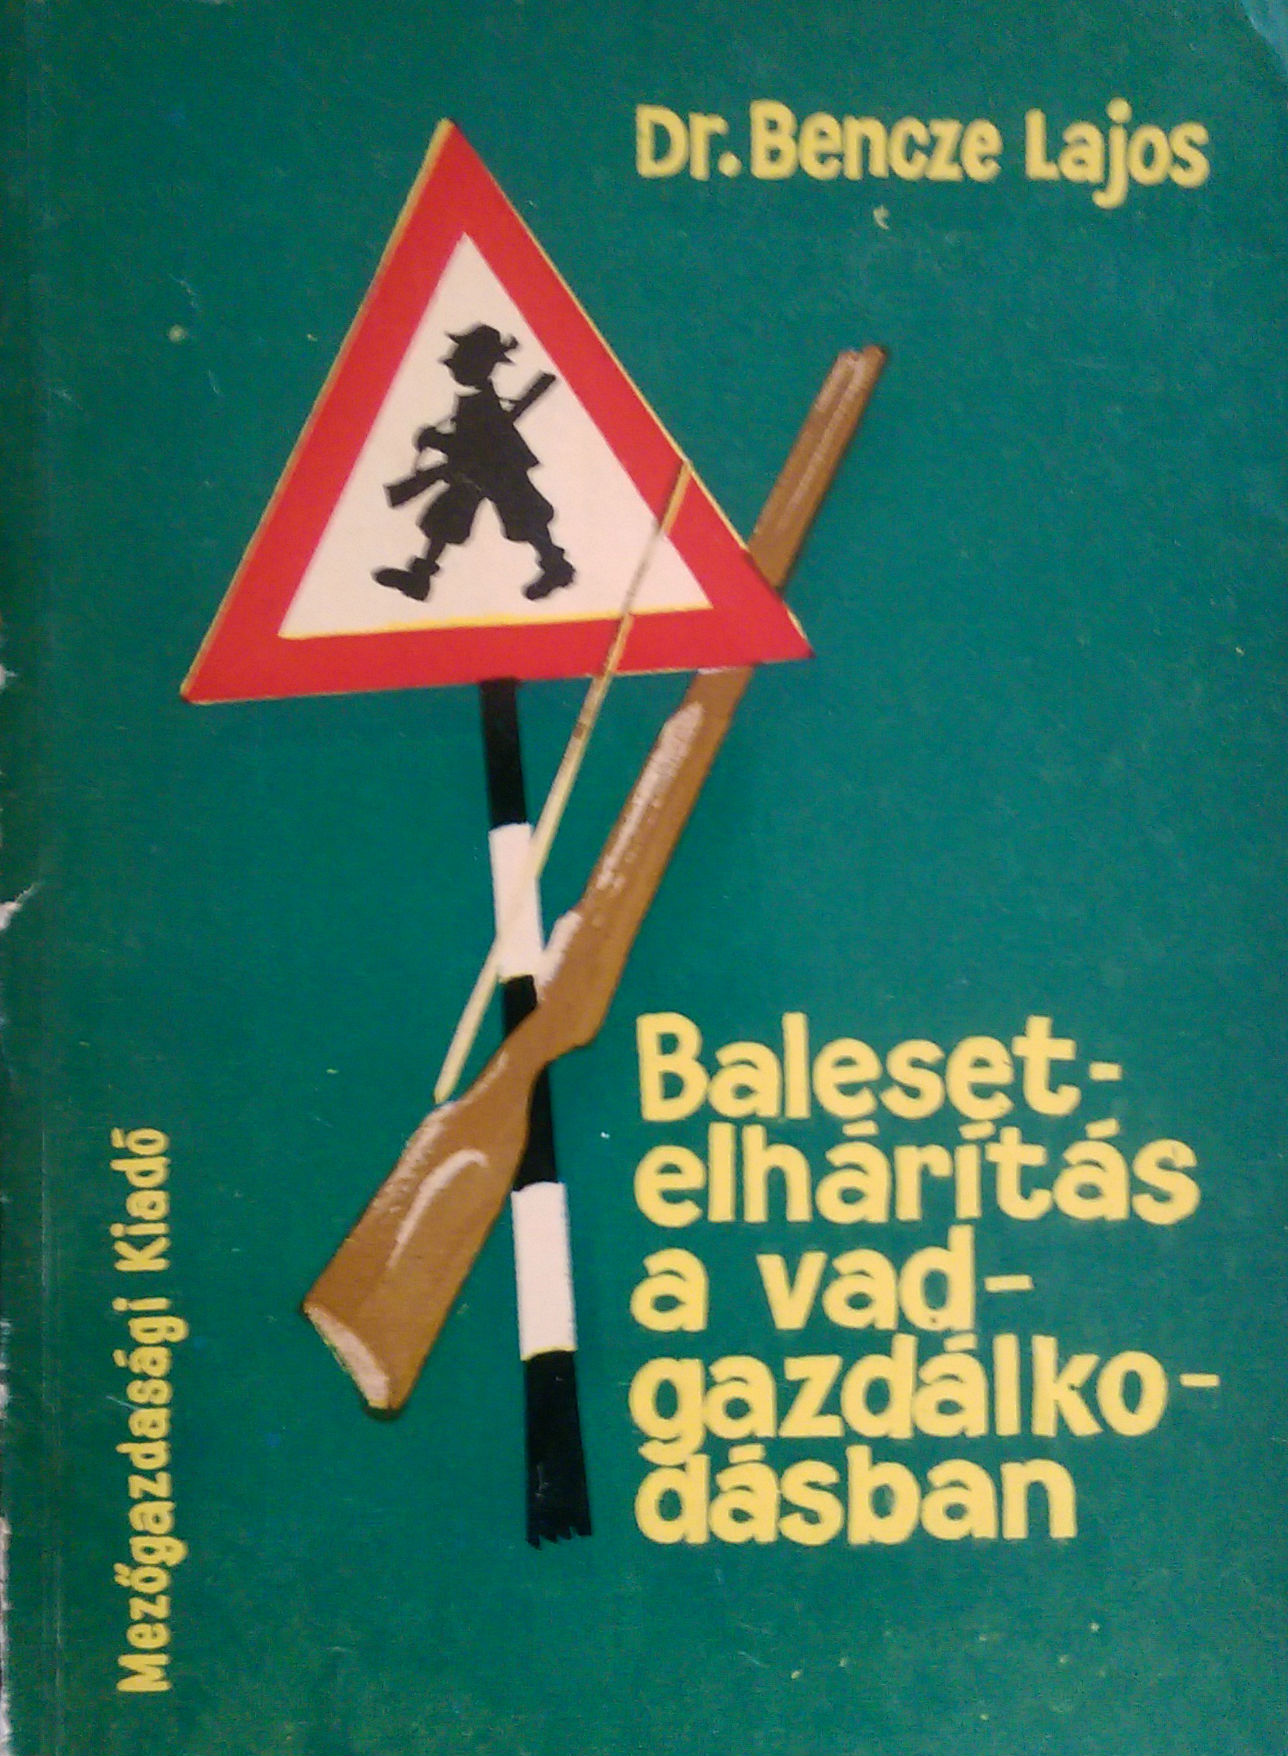 Dr. Bencze Lajos
Baleset-
elhárítás
a vad-
gazdálko-
dásban
Mezőgazdasági Kiadó